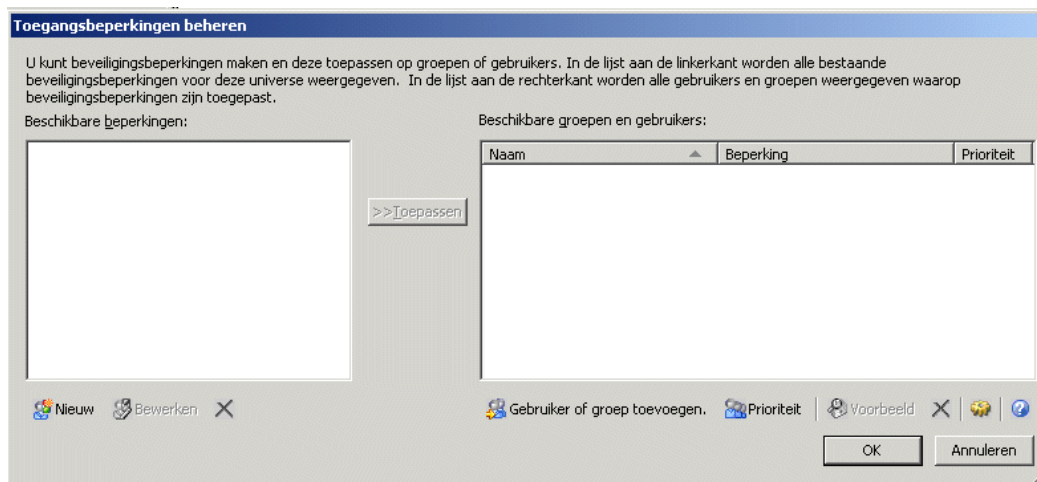 Toegangsbeperkingen beheren
U kunt beveiligingsbeperkingen maken en deze toepassen op groepen of gebruikers. In de lijst aan de linkerkant worden alle bestaande
beveiligingsbeperkingen voor deze universe weergegeven.  In de lijst aan de rechterkant worden alle gebruikers en groepen weergegeven waarop
beveiligingsbeperkingen zijn toegepast.
Beschikbare beperkingen:
Beschikbare groepen en gebruikers:
Naam Beperking Prioriteit
>>Toepassen
Nieuw Bewerken
Gebruiker of groep toevoegen. Prioriteit Voorbeeld
OK Annuleren